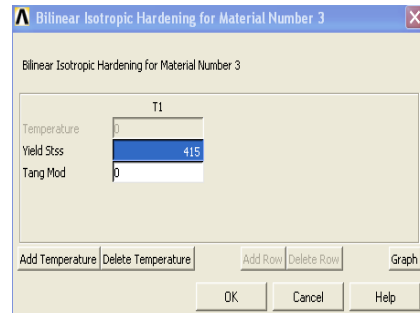 Bilinear Isotropic Hardening for Material Number 3
Bilinear Isotropic Hardening for Material Number 3
T1
Temperature 0
Yield Stss 415
Tang Mod 0
Add Temperature Delete Temperature Add Row Delete Row Graph
OK Cancel Help